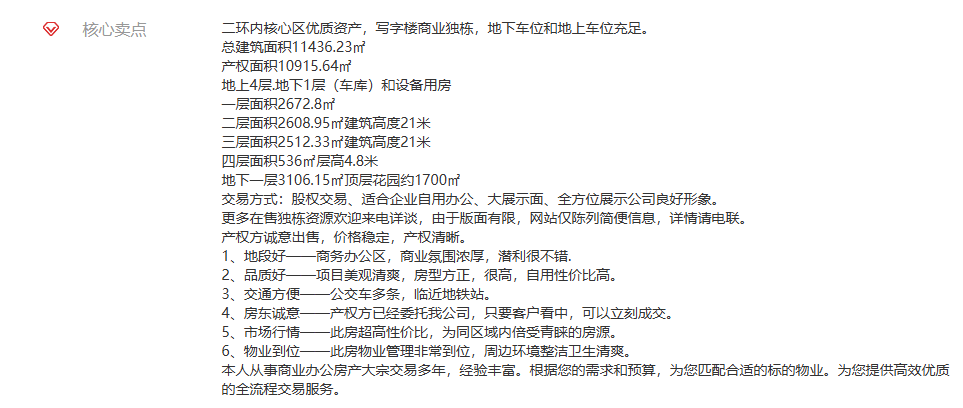 核心卖点
二环内核心区优质资产，写字楼商业独栋，地下车位和地上车位充足。
总建筑面积11436.23㎡
产权面积10915.64㎡
地上4层.地下1层（车库）和设备用房
一层面积2672.8㎡
二层面积2608.95㎡建筑高度21米
三层面积2512.33㎡建筑高度21米
四层面积536㎡层高4.8米
地下一层3106.15㎡顶层花园约1700㎡
交易方式：股权交易、适合企业自用办公、大展示面、全方位展示公司良好形象。
更多在售独栋资源欢迎来电详谈，由于版面有限，网站仅陈列简便信息，详情请电联。
产权方诚意出售，价格稳定，产权清晰。
1、地段好——商务办公区，商业氛围浓厚，潜利很不错.
2、品质好——项目美观清爽，房型方正，很高，自用性价比高。
3、交通方便——公交车多条，临近地铁站。
4、房东诚意——产权方已经委托我公司，只要客户看中，可以立刻成交。
5、市场行情——此房超高性价比，为同区域内倍受青睐的房源。
6、物业到位——此房物业管理非常到位，周边环境整洁卫生清爽。
本人从事商业办公房产大宗交易多年，经验丰富。根据您的需求和预算，为您匹配合适的标的物业。为您提供高效优质
的全流程交易服务。